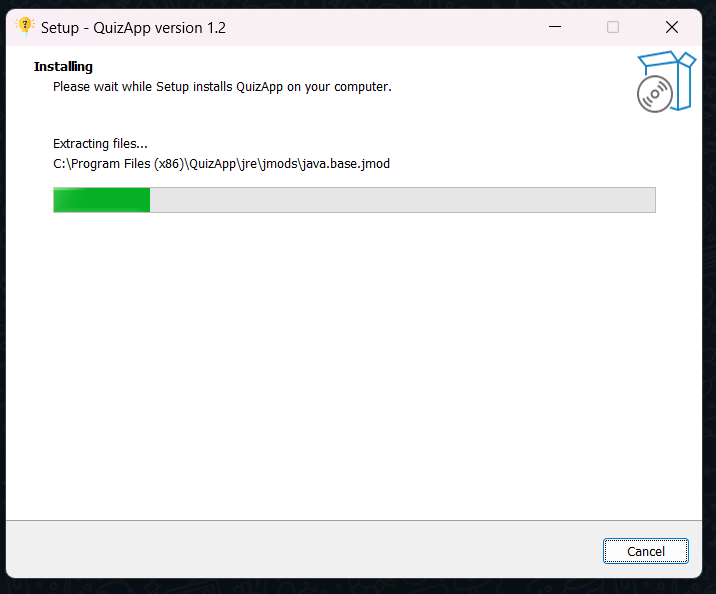 Setup - QuizApp version 1.2
Installing
Please wait while Setup installs QuizApp on your computer.
Extracting files...
C:\Program Files (x86)\QuizApp\jre\jmods\java.base.jmod
Cancel